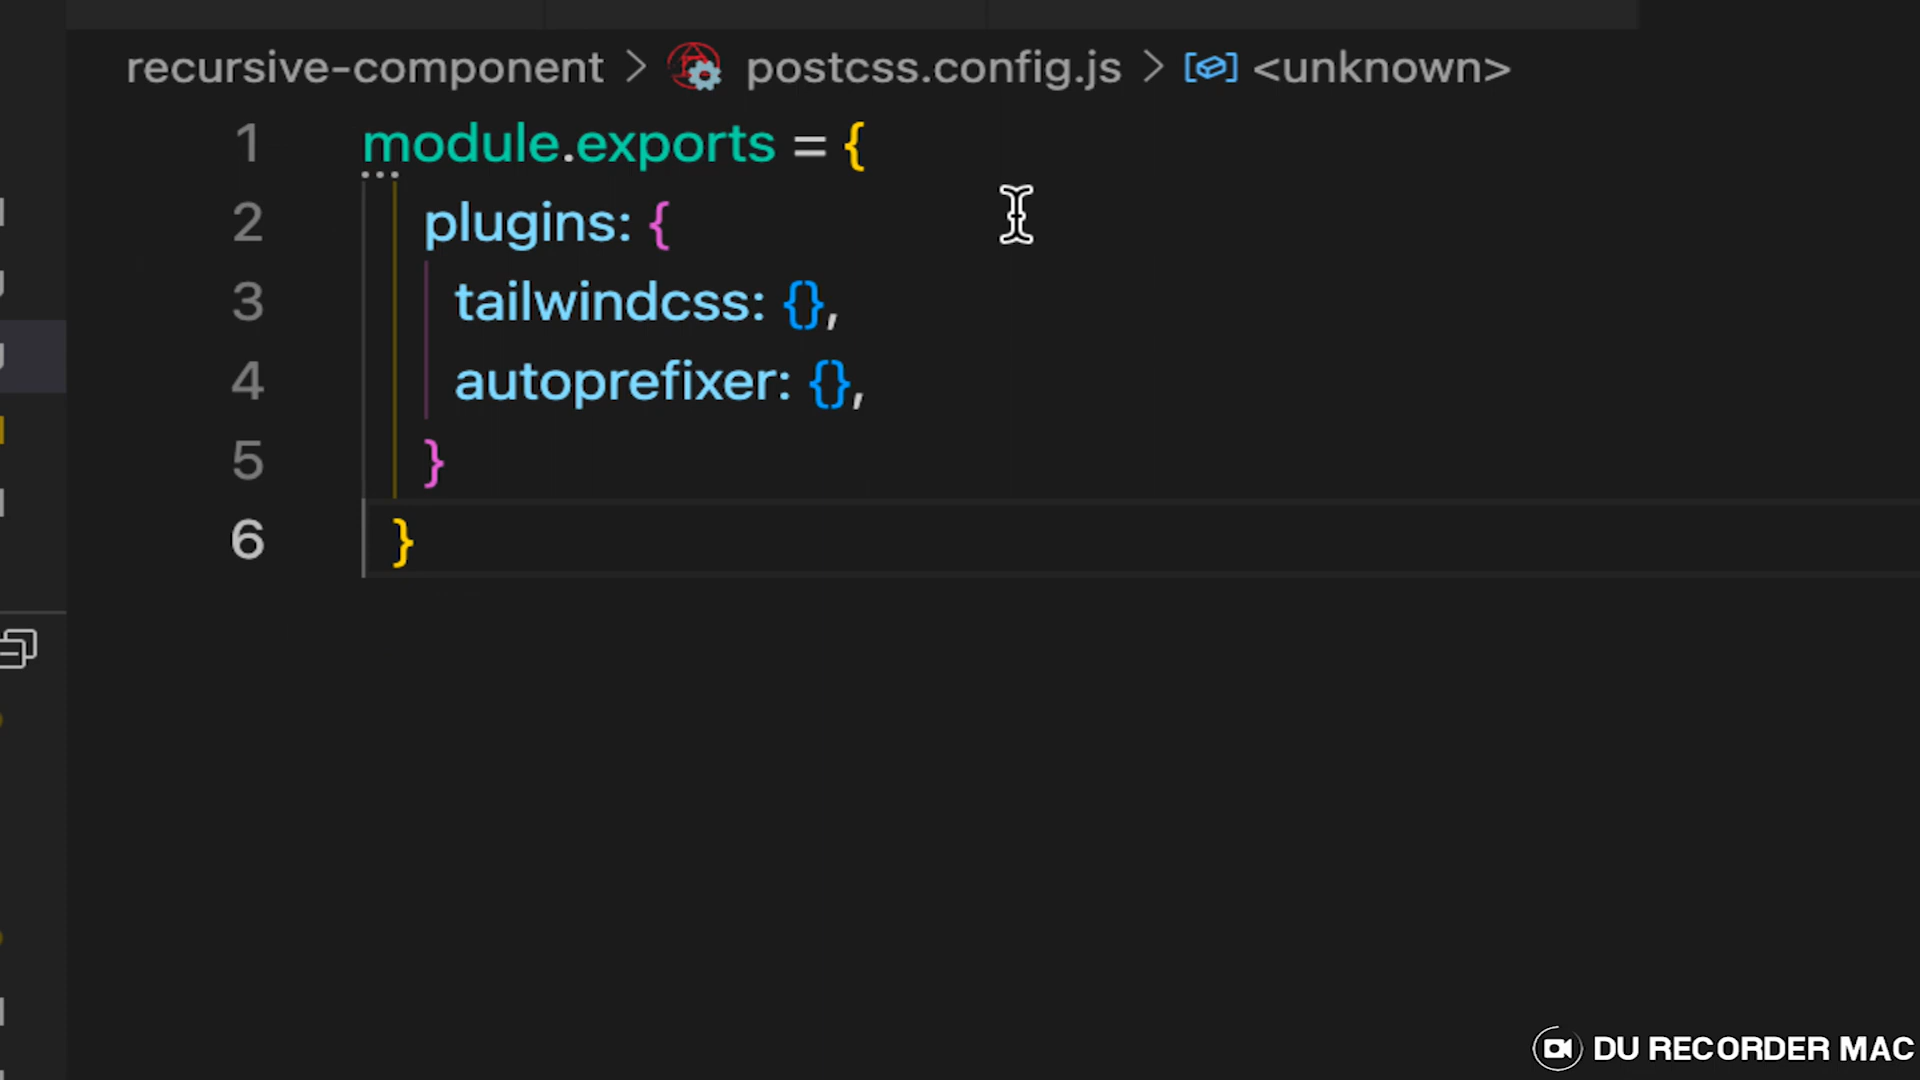 recursive-component > postcss.config.js > <unknown>
1 module.exports = {
2 plugins: {
3 tailwindcss: {},
4 autoprefixer: {},
5 }
6 }
DU RECORDER MAC